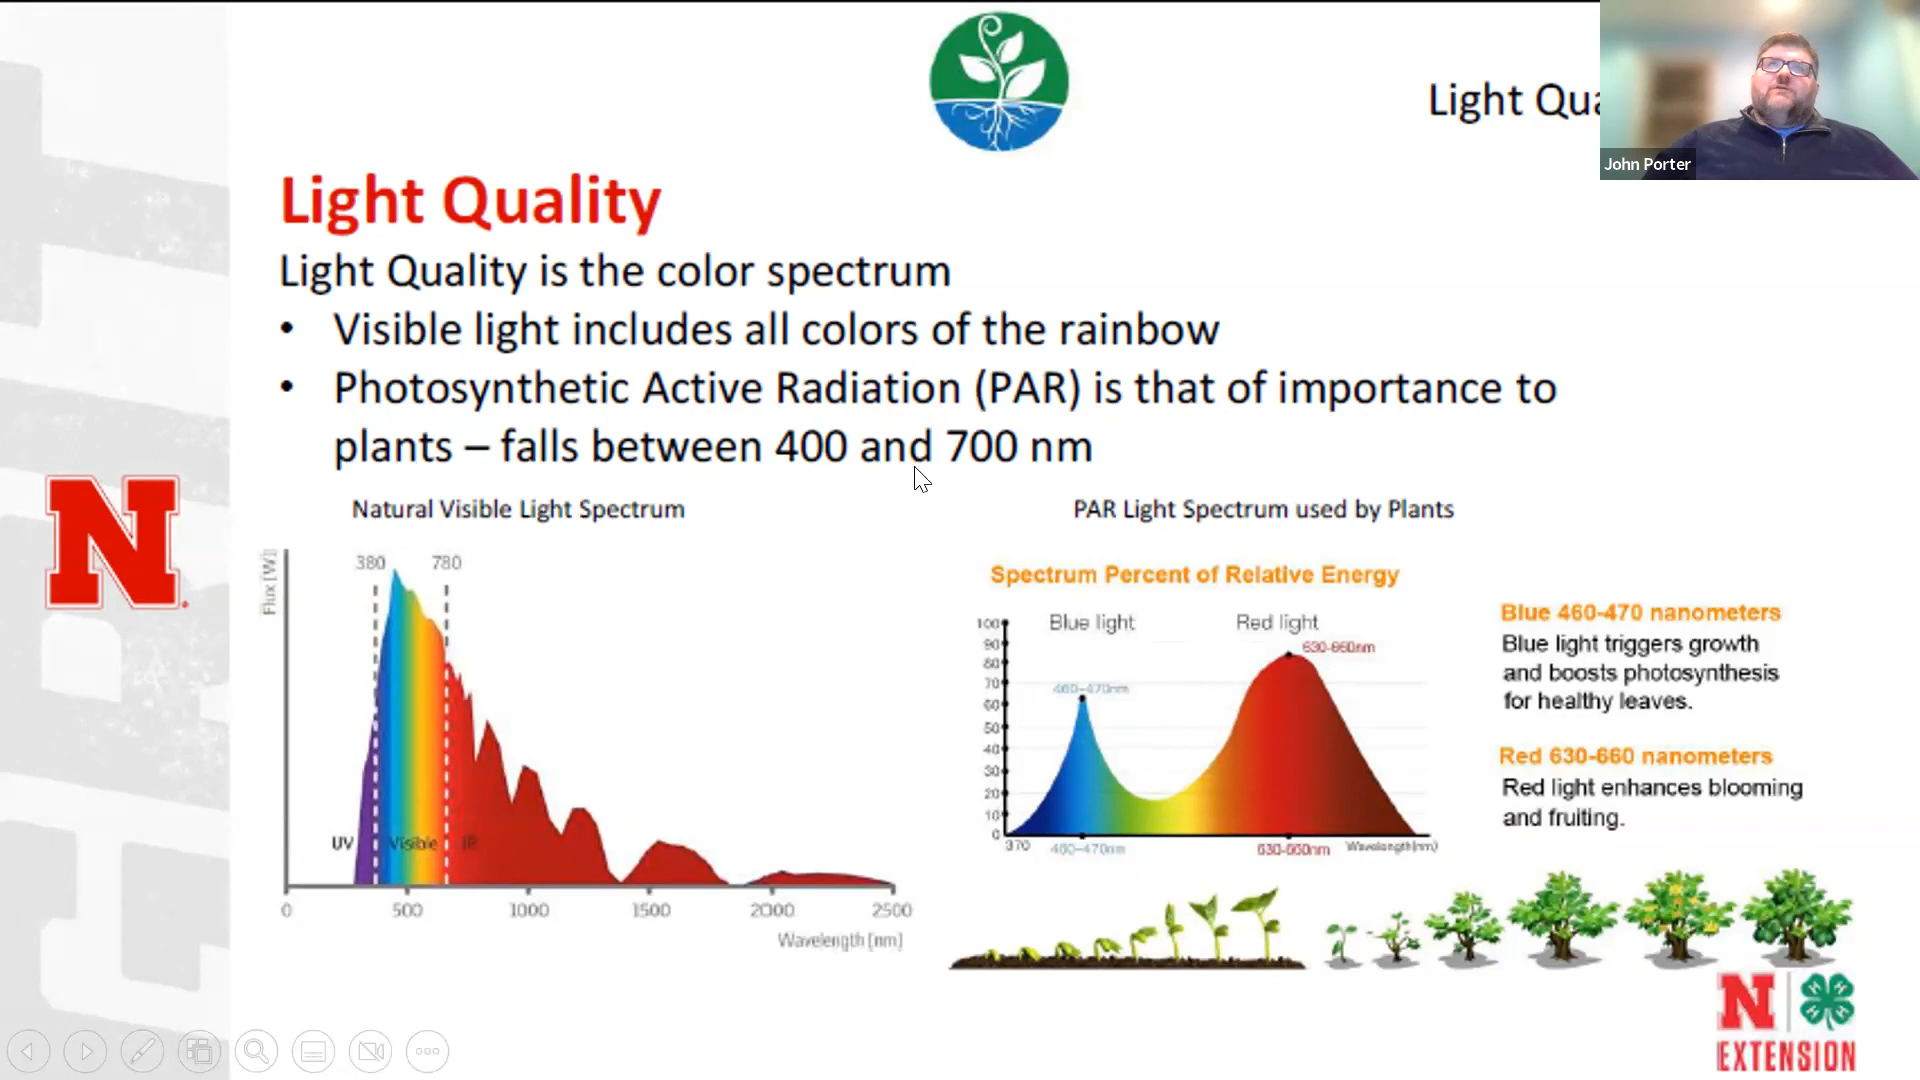 Light Qua
John Porter
Light Quality
Light Quality is the color spectrum
• Visible light includes all colors of the rainbow
• Photosynthetic Active Radiation (PAR) is that of importance to
plants – falls between 400 and 700 nm
Natural Visible Light Spectrum
Flux [W]
380 780
UV Visible IR
0 500 1000 1500 2000 2500
Wavelength [nm]
PAR Light Spectrum used by Plants
Spectrum Percent of Relative Energy
Blue light Red light
100
90
80
70
60
50
40
30
20
10
0
460-470nm
630-660nm
370 460-470nm 630-660nm Wavelength(nm)
Blue 460-470 nanometers
Blue light triggers growth
and boosts photosynthesis
for healthy leaves.
Red 630-660 nanometers
Red light enhances blooming
and fruiting.
N
N
H H H H
EXTENSION